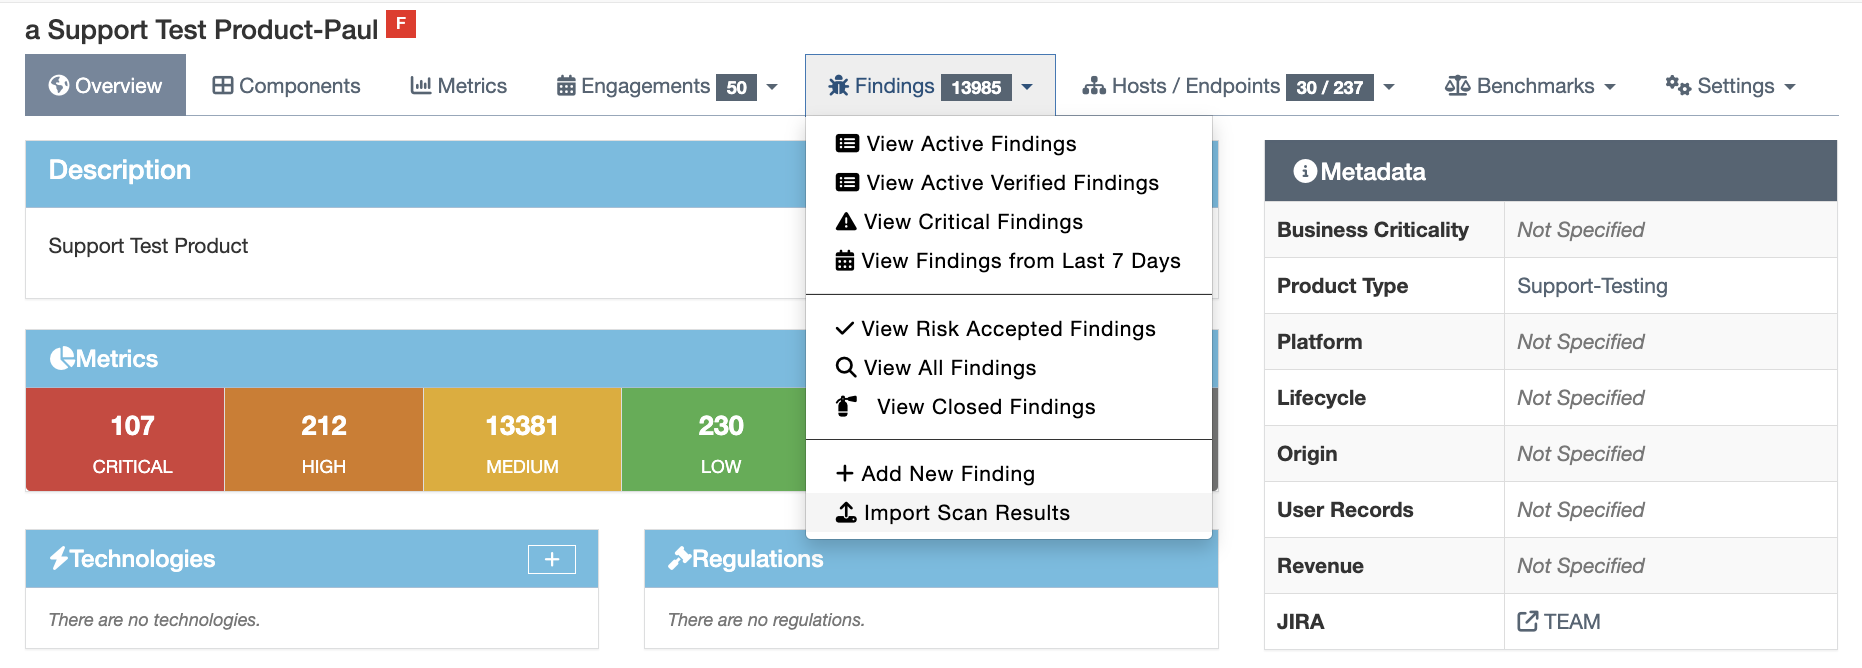 a Support Test Product-Paul F
Overview Components Metrics Engagements 50 Findings 13985 Hosts / Endpoints 30 / 237 Benchmarks Settings
View Active Findings
View Active Verified Findings
View Critical Findings
View Findings from Last 7 Days
View Risk Accepted Findings
View All Findings
View Closed Findings
Add New Finding
Import Scan Results
Description
Support Test Product
Metrics
107 212 13381 230
CRITICAL HIGH MEDIUM LOW
Technologies +
There are no technologies.
Regulations
There are no regulations.
Metadata
Business Criticality Not Specified
Product Type Support-Testing
Platform Not Specified
Lifecycle Not Specified
Origin Not Specified
User Records Not Specified
Revenue Not Specified
JIRA TEAM